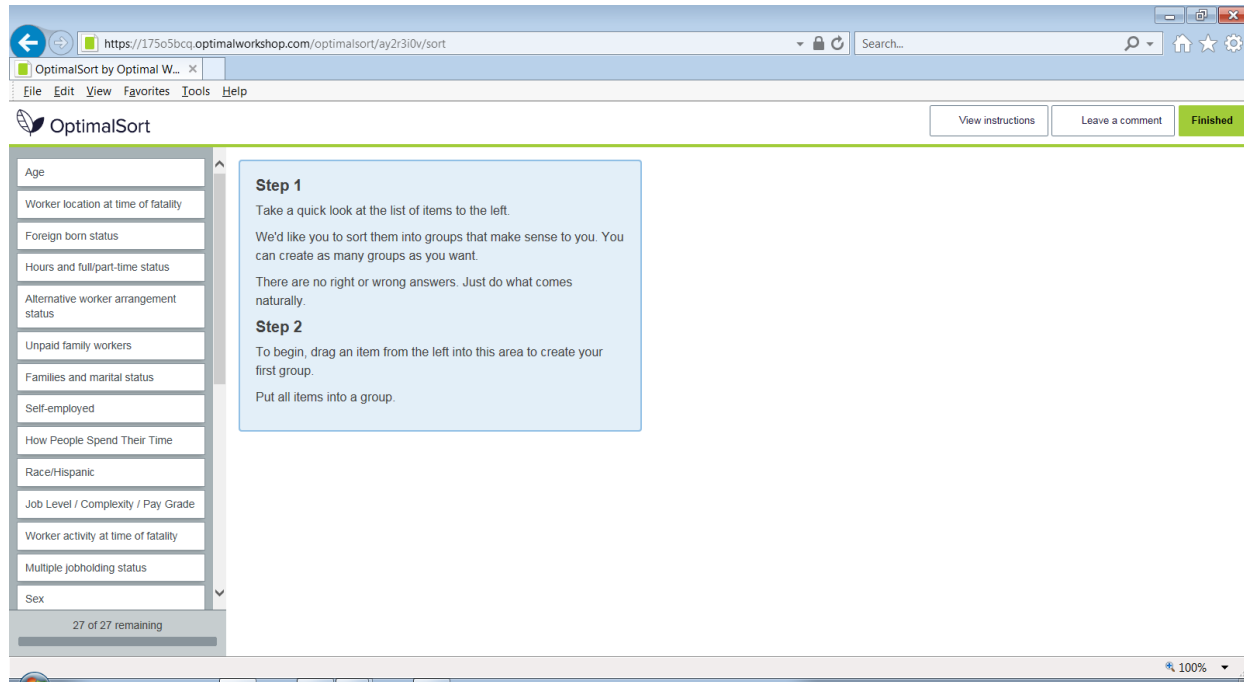 https://175o5bcq.optimalworkshop.com/optimalsort/ay2r3i0v/sort
Search...
OptimalSort by Optimal W...
File Edit View Favorites Tools Help
OptimalSort
View instructions
Leave a comment
Finished
Age
Worker location at time of fatality
Foreign born status
Hours and full/part-time status
Alternative worker arrangement
status
Unpaid family workers
Families and marital status
Self-employed
How People Spend Their Time
Race/Hispanic
Job Level / Complexity / Pay Grade
Worker activity at time of fatality
Multiple jobholding status
Sex
27 of 27 remaining
Step 1
Take a quick look at the list of items to the left.
We'd like you to sort them into groups that make sense to you. You
can create as many groups as you want.
There are no right or wrong answers. Just do what comes
naturally.
Step 2
To begin, drag an item from the left into this area to create your
first group.
Put all items into a group.
100%